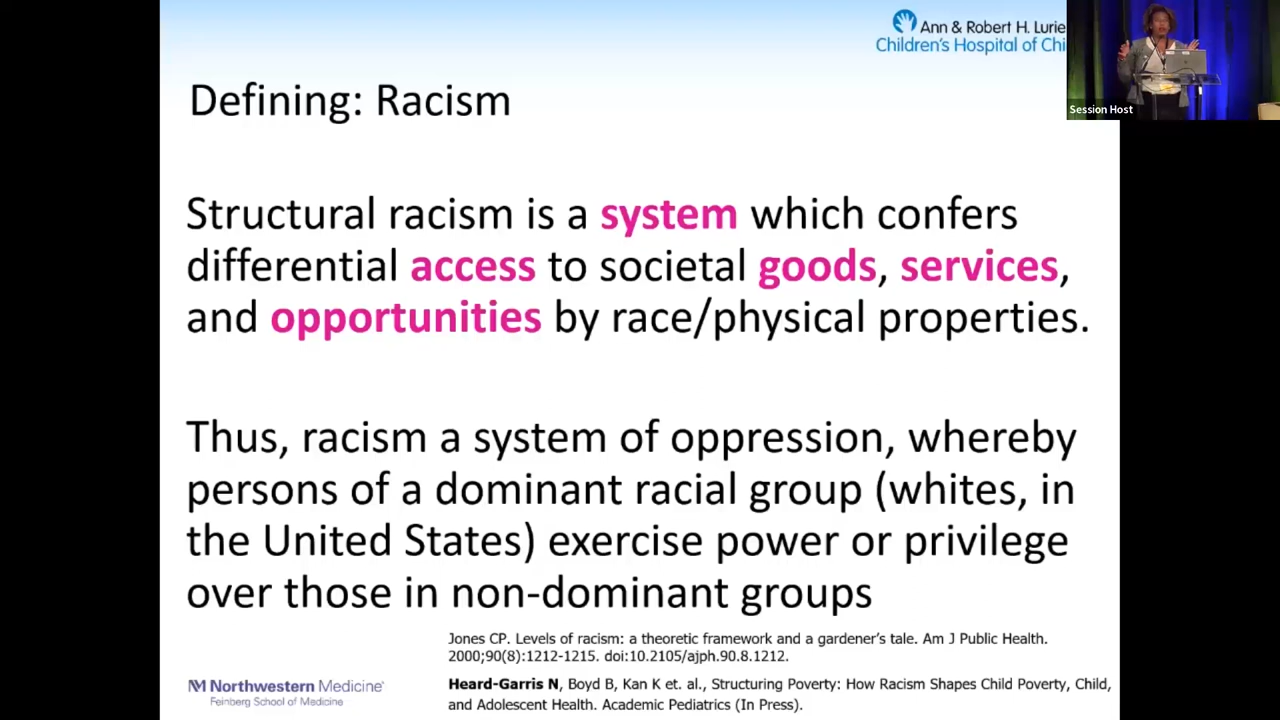 Ann & Robert H. Lurie
Children's Hospital of Chi
Session Host
Defining: Racism
Structural racism is a system which confers
differential access to societal goods, services,
and opportunities by race/physical properties.
Thus, racism a system of oppression, whereby
persons of a dominant racial group (whites, in
the United States) exercise power or privilege
over those in non-dominant groups
Jones CP. Levels of racism: a theoretic framework and a gardener's tale. Am J Public Health.
2000;90(8):1212-1215. doi:10.2105/ajph.90.8.1212.
Heard-Garris N, Boyd B, Kan K et. al., Structuring Poverty: How Racism Shapes Child Poverty, Child,
and Adolescent Health. Academic Pediatrics (In Press).
Northwestern Medicine
Feinberg School of Medicine